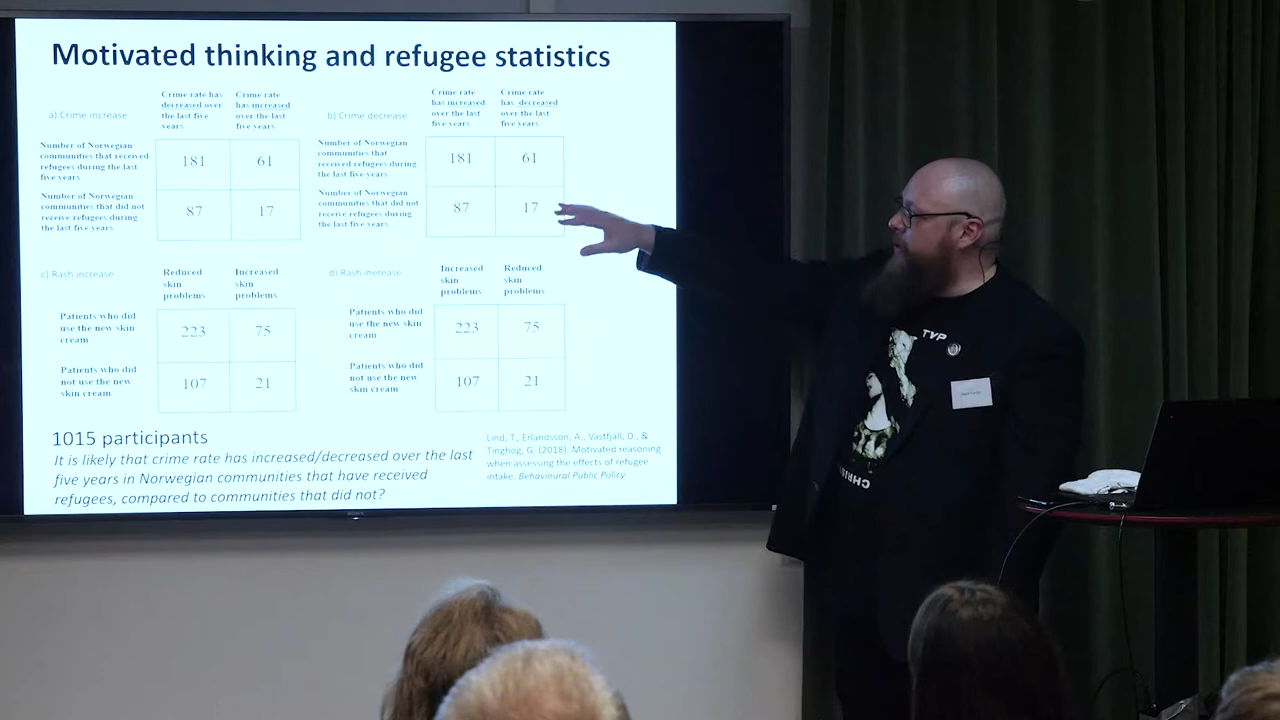 Motivated thinking and refugee statistics
a) Crime increase
Crime rate has
decreased over
the last five
years
Crime rate
has increased
over the last
five years
Number of Norwegian
communities that received
refugees during the last
five years
181
61
Number of Norwegian
communities that did not
receive refugees during
the last five years
87
17
b) Crime decrease
Crime rate
has increased
over the last
five years
Crime rate
has decreased
over the last
five years
Number of Norwegian
communities that
received refugees during
the last five years
181
61
Number of Norwegian
communities that did not
received refugees during
the last five years
87
17
c) Rash increase
Reduced
skin
problems
Increased
skin
problems
Patients who did
use the new skin
cream
223
75
Patients who did
not use the new
skin cream
107
21
d) Rash increase
Increased
skin
problems
Reduced
skin
problems
Patients who did
use the new skin
cream
223
75
Patients who did
not use the new
skin cream
107
21
1015 participants
It is likely that crime rate has increased/decreased over the last
five years in Norwegian communities that have received
refugees, compared to communities that did not?
Lind, T., Erlandsson, A., Vastfjall, D., &
Tinghog, G. (2018). Motivated reasoning
when assessing the effects of refugee
intake. Behavioural Public Policy
SONY
TVP